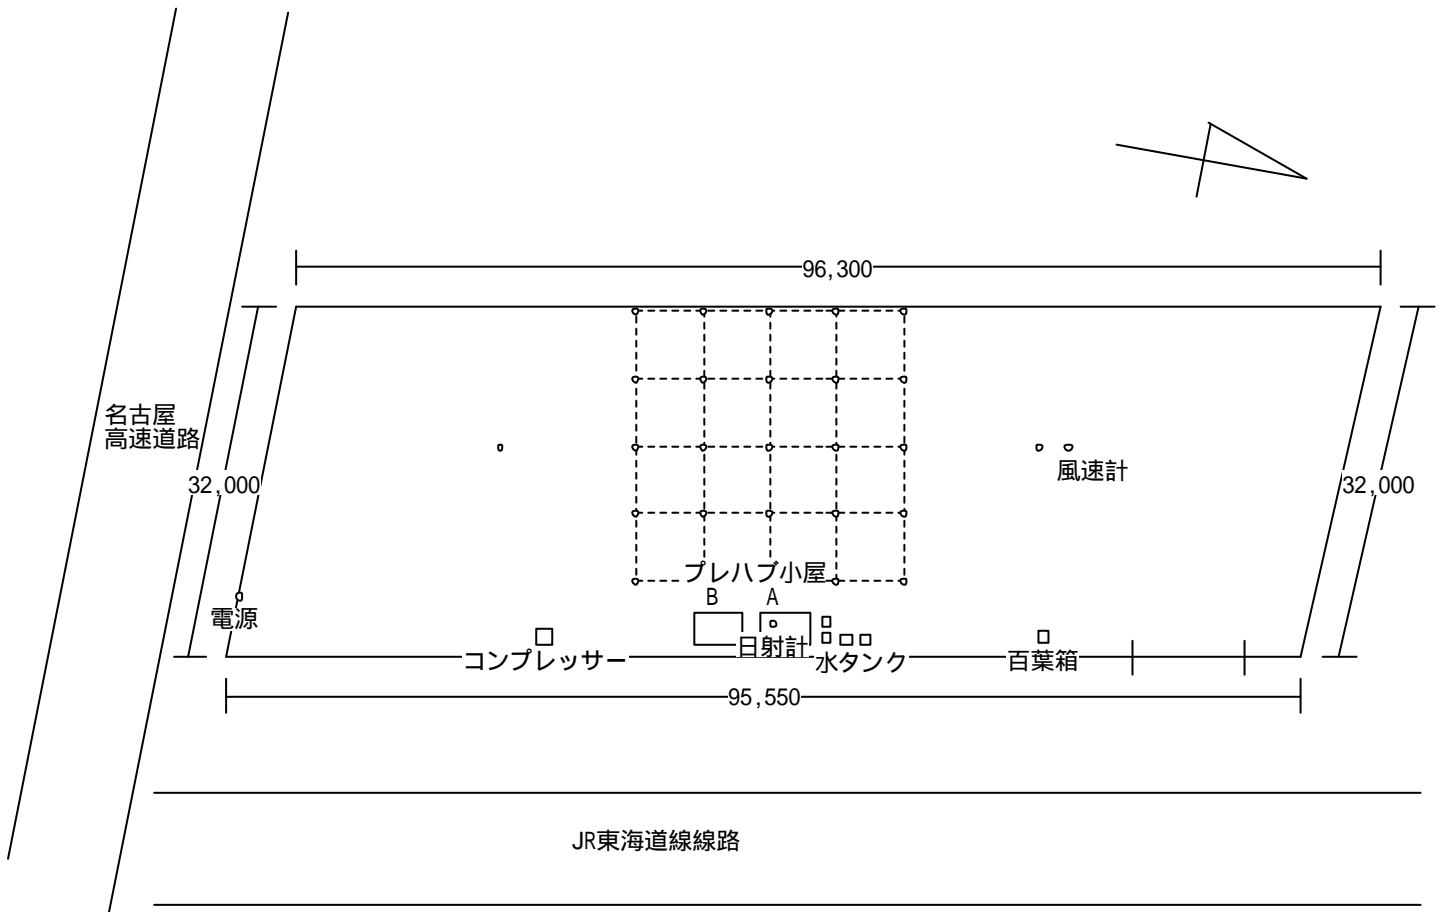 96,300
名古屋
高速道路
風速計
32,000
32,000
プレハブ小屋
B
A
電源
日射計
コンプレッサー
水タンク
百葉箱
95,550
JR東海道線線路